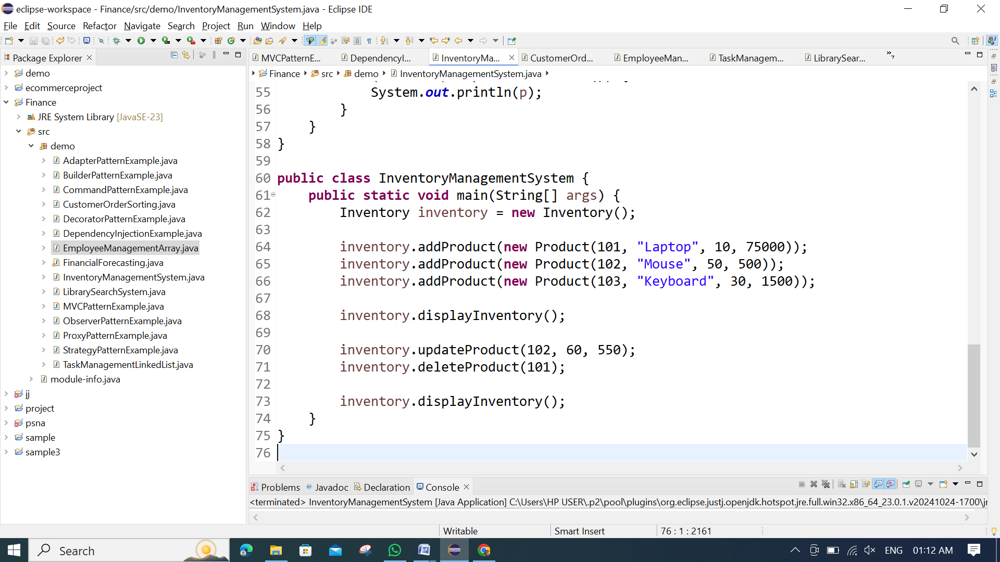 eclipse-workspace - Finance/src/demo/InventoryManagementSystem.java - Eclipse IDE
File Edit Source Refactor Navigate Search Project Run Window Help
Package Explorer
demo
ecommerceproject
Finance
JRE System Library [JavaSE-23]
src
demo
AdapterPatternExample.java
BuilderPatternExample.java
CommandPatternExample.java
CustomerOrderSorting.java
DecoratorPatternExample.java
DependencyInjectionExample.java
EmployeeManagementArray.java
FinancialForecasting.java
InventoryManagementSystem.java
LibrarySearchSystem.java
MVCPatternExample.java
ObserverPatternExample.java
ProxyPatternExample.java
StrategyPatternExample.java
TaskManagementLinkedList.java
module-info.java
jj
project
psna
sample
sample3
MVCPatternE... DependencyI... InventoryMa... CustomerOrd... EmployeeMan... TaskManagem... LibrarySear... »7
Finance src demo InventoryManagementSystem.java
55 System.out.println(p);
56 }
57 }
58 }
59
60 public class InventoryManagementSystem {
61 public static void main(String[] args) {
62 Inventory inventory = new Inventory();
63
64 inventory.addProduct(new Product(101, "Laptop", 10, 75000));
65 inventory.addProduct(new Product(102, "Mouse", 50, 500));
66 inventory.addProduct(new Product(103, "Keyboard", 30, 1500));
67
68 inventory.displayInventory();
69
70 inventory.updateProduct(102, 60, 550);
71 inventory.deleteProduct(101);
72
73 inventory.displayInventory();
74 }
75 }
76
Problems Javadoc Declaration Console
<terminated> InventoryManagementSystem [Java Application] C:\Users\HP USER\.p2\pool\plugins\org.eclipse.justj.openjdk.hotspot.jre.full.win32.x86_64_23.0.1.v20241024-1700\jr
Writable Smart Insert 76 : 1 : 2161
Search ENG 01:12 AM